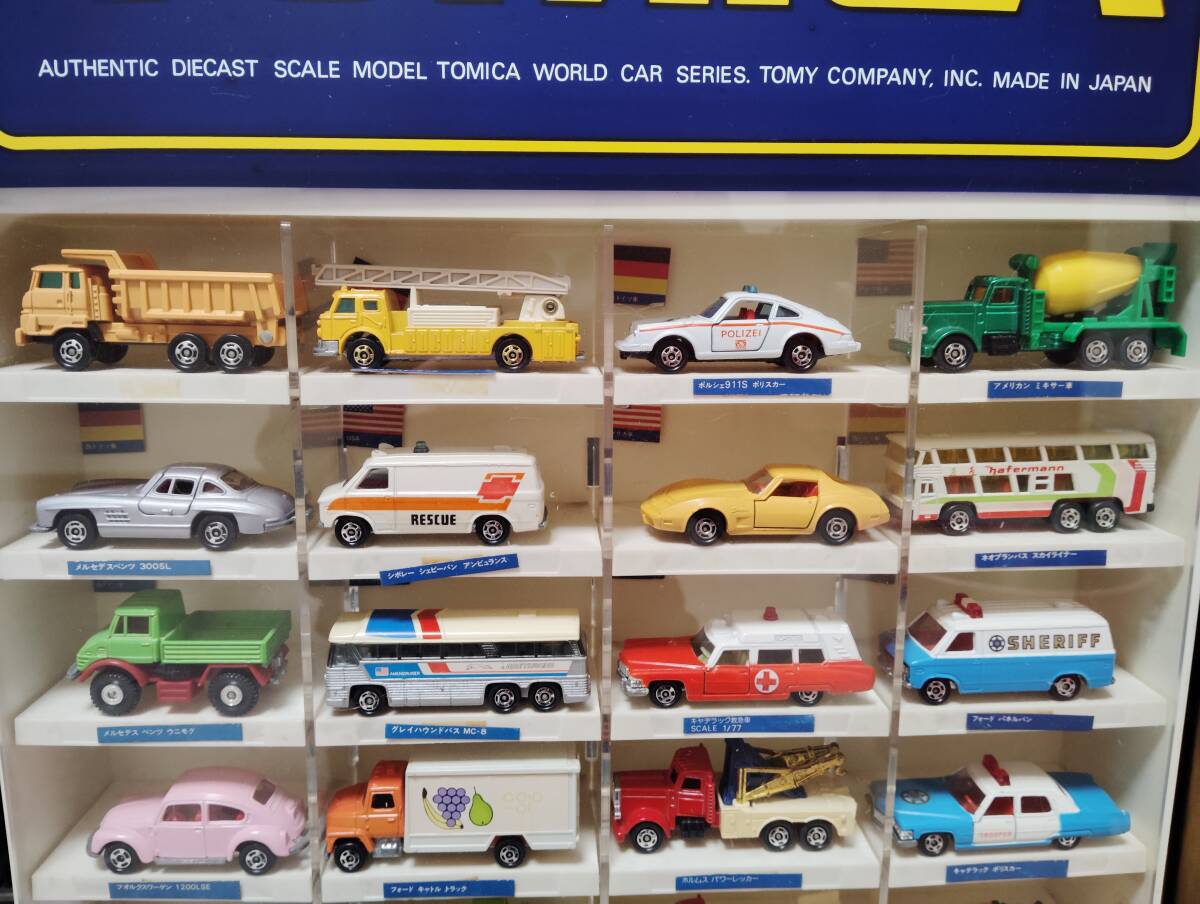 AUTHENTIC DIECAST SCALE MODEL TOMICA WORLD CAR SERIES. TOMY COMPANY, INC. MADE IN JAPAN
POLIZEI
ポルシェ911S ポリスカー
アメリカン ミキサー車
USA
RESCUE
hafermann
メルセデスベンツ 300SL
シボレー シェビーバン アンビュランス
ネオプランバス スカイライナー
AMERICRUISER
SHERIFF
メルセデス ベンツ ウニモグ
グレイハウンドバス MC-8
キャデラック救急車
SCALE 1/77
フォード パネルバン
TROOPER
フォルクスワーゲン 1200LSE
フォード キャトル トラック
ホルムス パワーレッカー
キャデラック ポリスカー